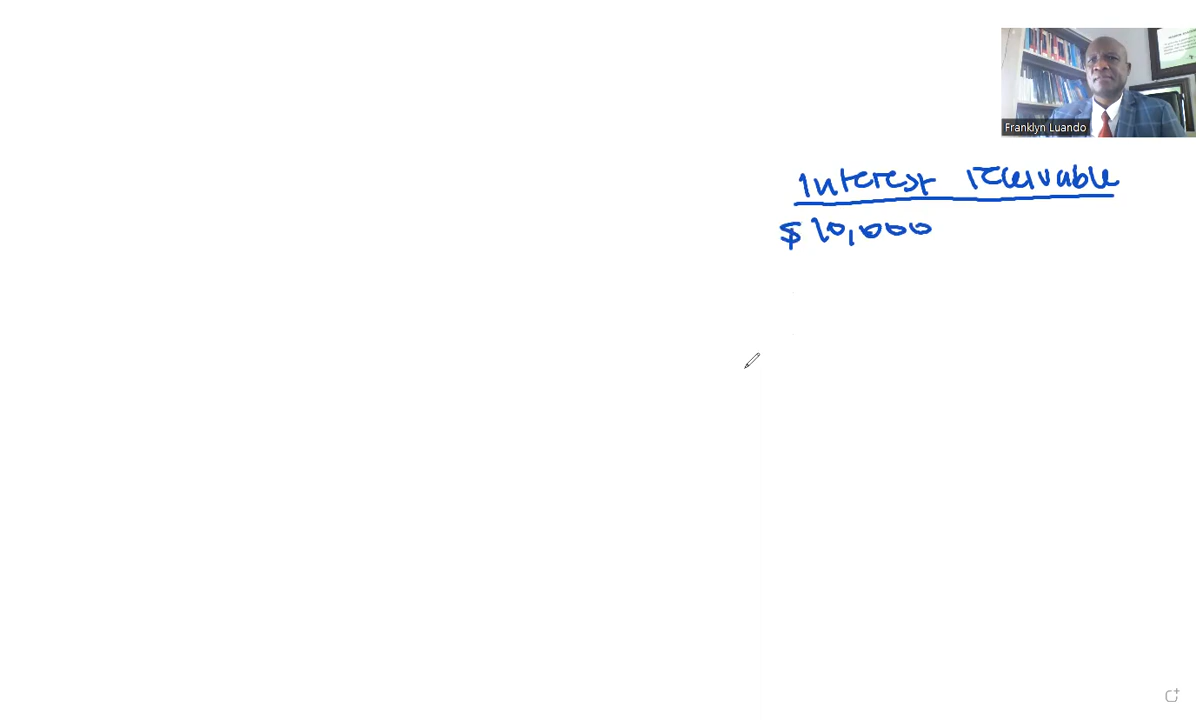 Franklyn Luando
Interest receivable
$10,000